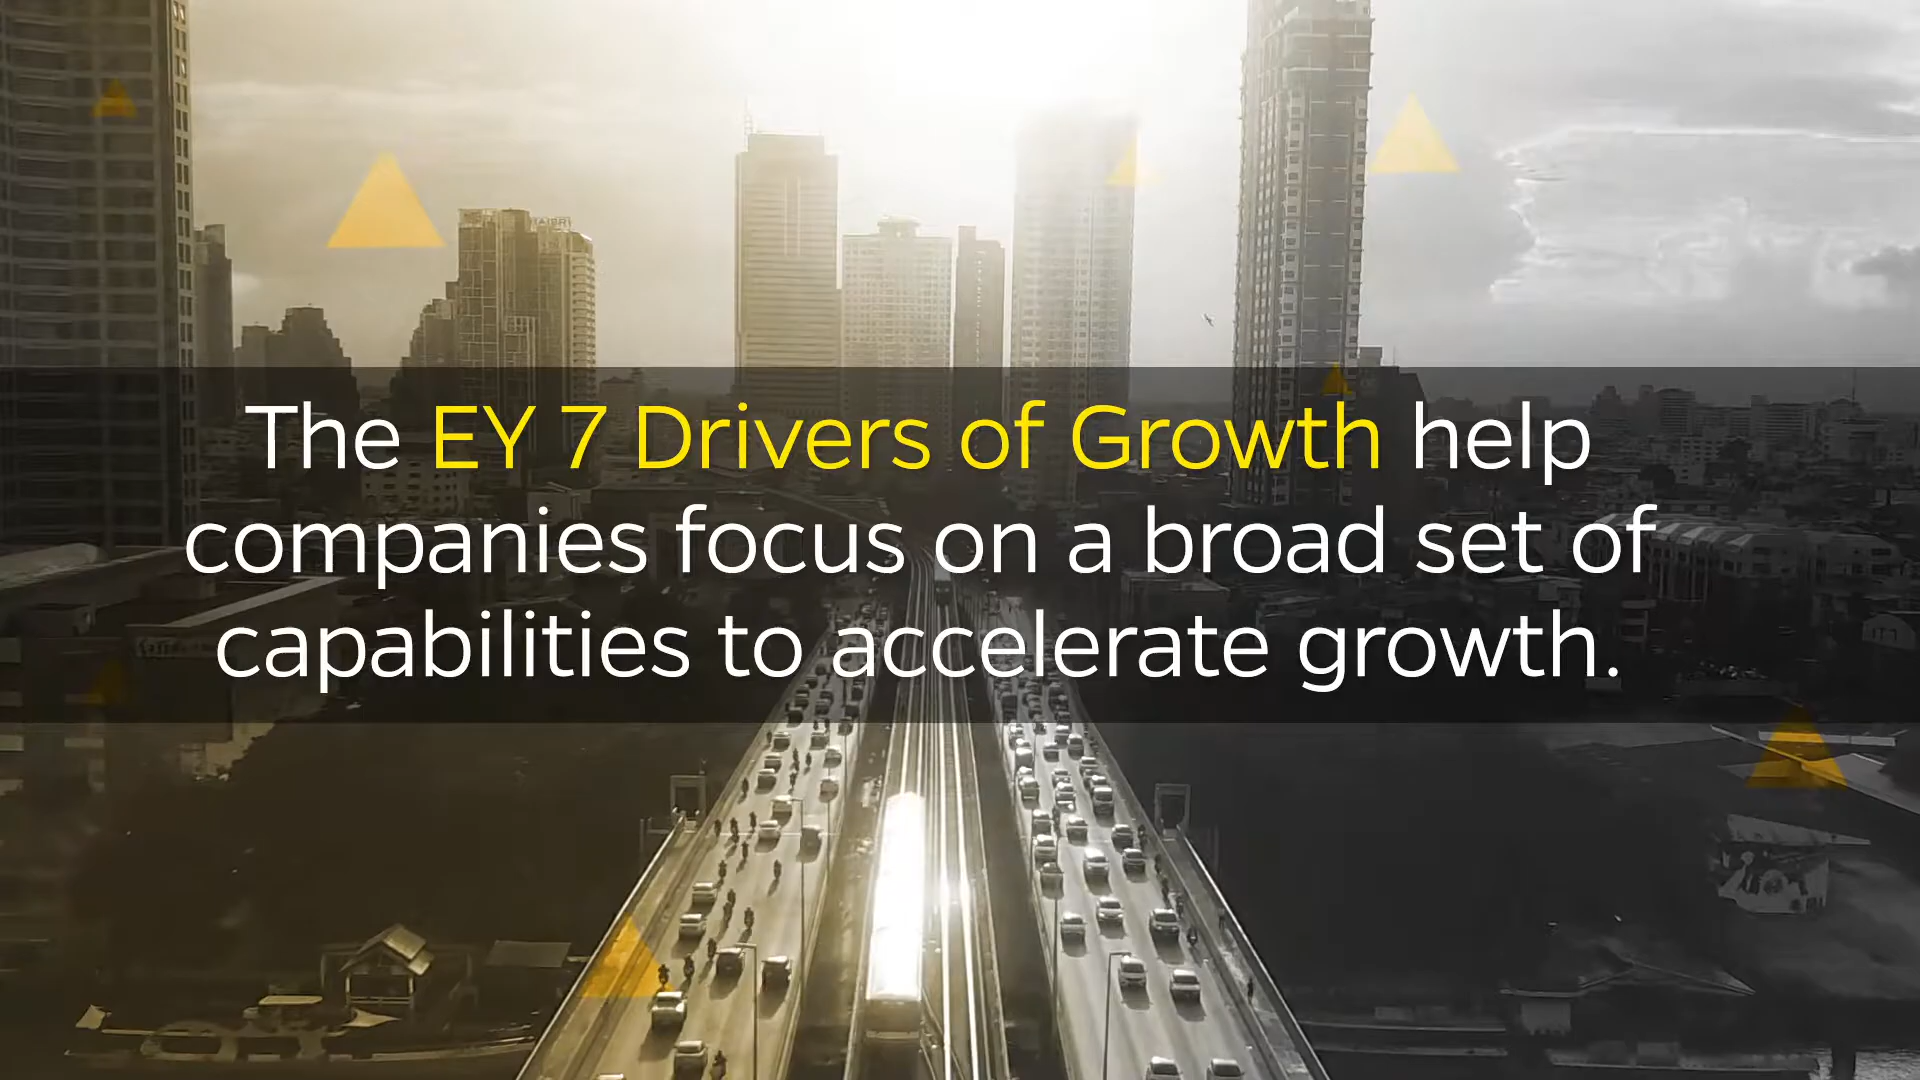 The EY 7 Drivers of Growth help
companies focus on a broad set of
capabilities to accelerate growth.